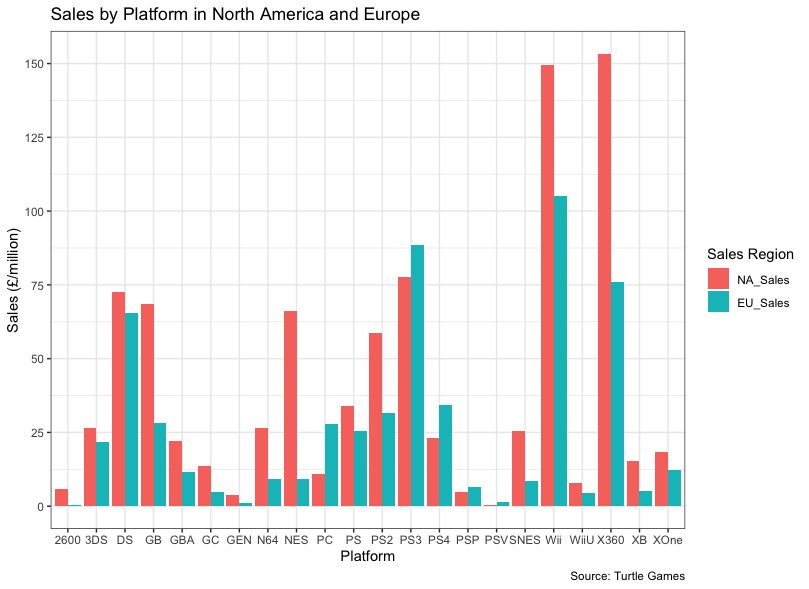 Sales by Platform in North America and Europe
150
125
100
75
50
25
0
Sales (£/million)
2600 3DS DS GB GBA GC GEN N64 NES PC PS PS2 PS3 PS4 PSP PSV SNES Wii WiiU X360 XB XOne
Platform
Sales Region
NA_Sales
EU_Sales
Source: Turtle Games